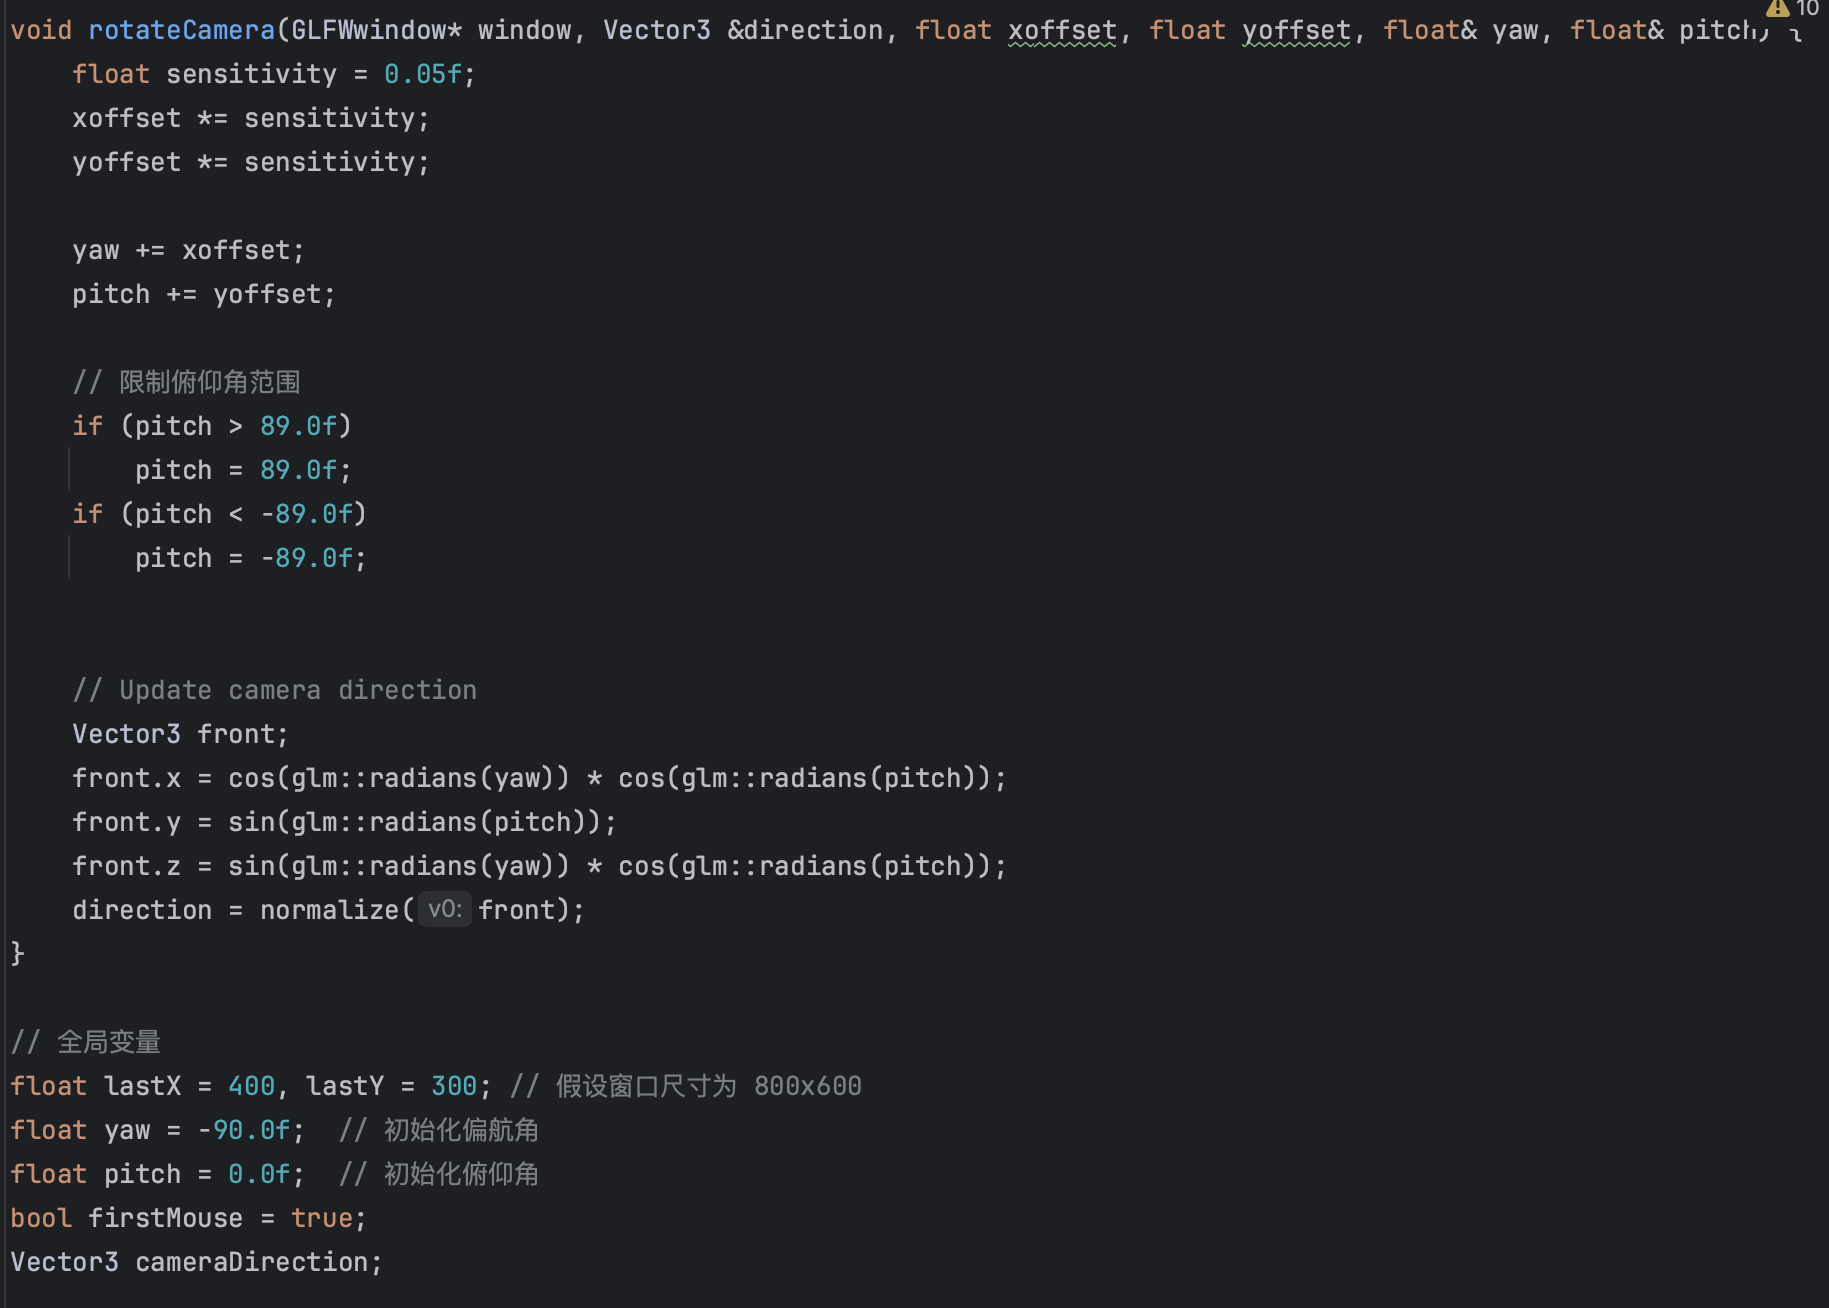 10
void rotateCamera(GLFWwindow* window, Vector3 &direction, float xoffset, float yoffset, float& yaw, float& pitch) {
    float sensitivity = 0.05f;
    xoffset *= sensitivity;
    yoffset *= sensitivity;
    yaw += xoffset;
    pitch += yoffset;
    // 限制俯仰角范围
    if (pitch > 89.0f)
        pitch = 89.0f;
    if (pitch < -89.0f)
        pitch = -89.0f;
    // Update camera direction
    Vector3 front;
    front.x = cos(glm::radians(yaw)) * cos(glm::radians(pitch));
    front.y = sin(glm::radians(pitch));
    front.z = sin(glm::radians(yaw)) * cos(glm::radians(pitch));
    direction = normalize( v0: front);
}
// 全局变量
float lastX = 400, lastY = 300; // 假设窗口尺寸为 800x600
float yaw = -90.0f;  // 初始化偏航角
float pitch = 0.0f;  // 初始化俯仰角
bool firstMouse = true;
Vector3 cameraDirection;